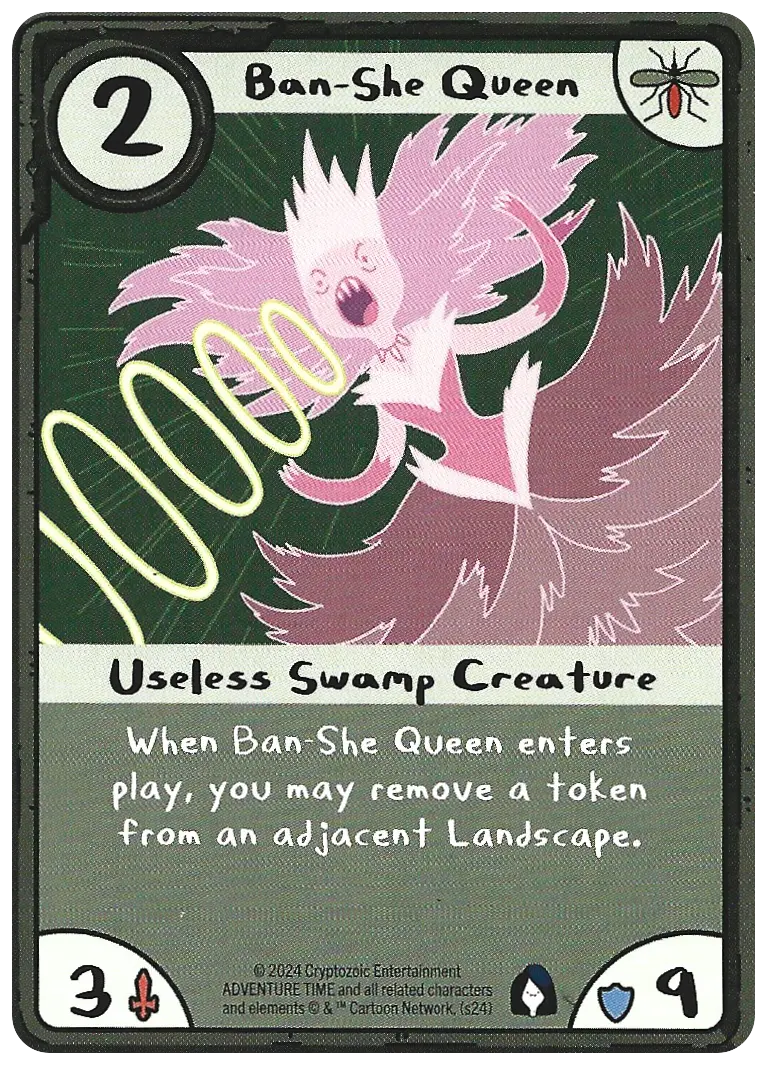 2
Ban-She Queen
Useless Swamp Creature
When Ban-She Queen enters
play, you may remove a token
from an adjacent Landscape.
3
9
© 2024 Cryptozoic Entertainment
ADVENTURE TIME and all related characters
and elements © & ™ Cartoon Network. (s24)